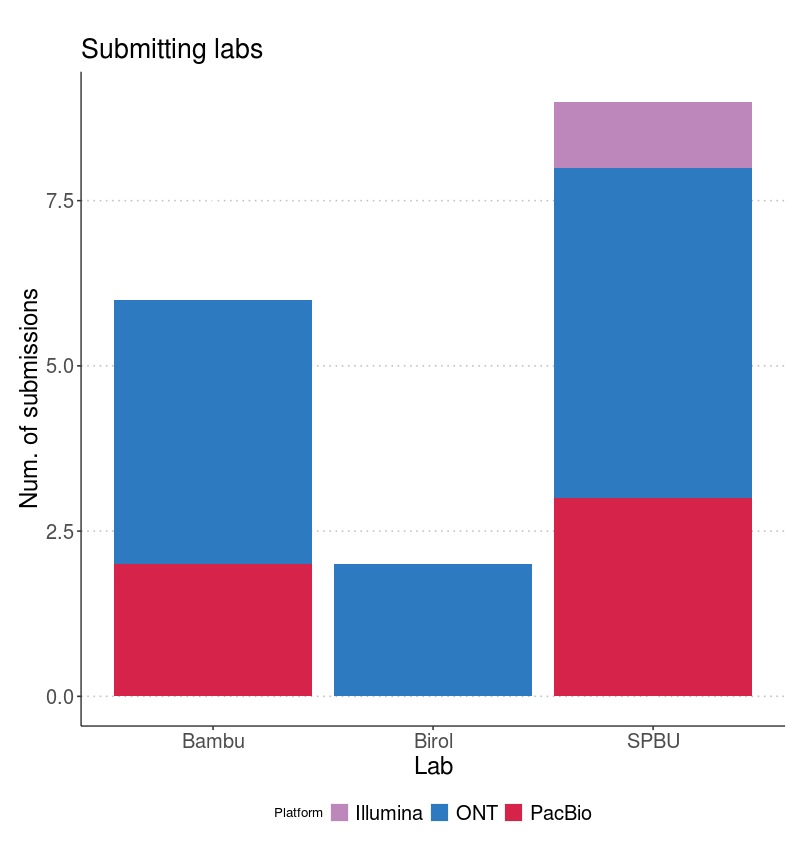 Submitting labs
Num. of submissions
7.5
5.0
2.5
0.0
Bambu Birol SPBU
Lab
Platform Illumina ONT PacBio